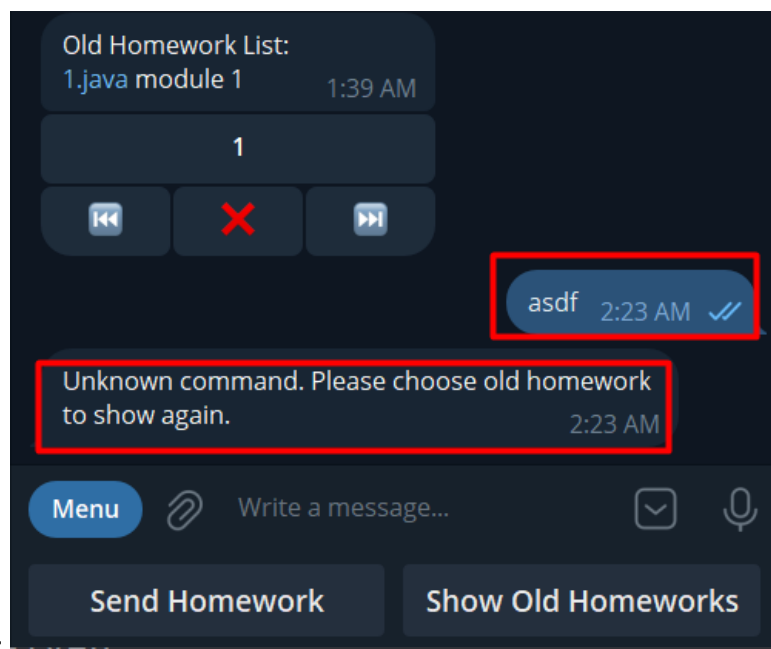 Old Homework List:
1.java module 1 1:39 AM
1
asdf 2:23 AM
Unknown command. Please choose old homework
to show again. 2:23 AM
Menu Write a message...
Send Homework Show Old Homeworks